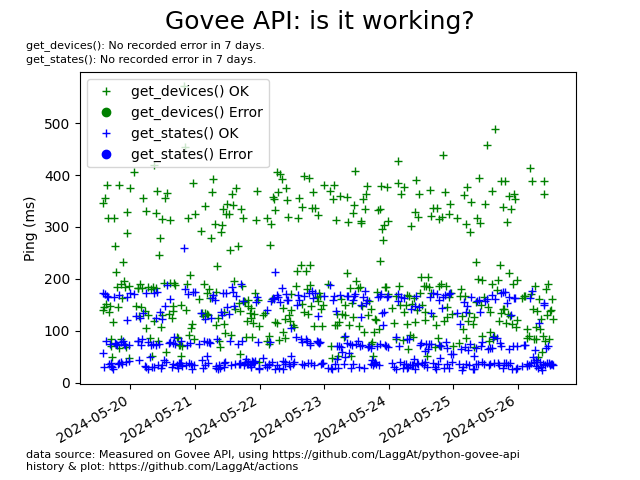 Govee API: is it working?
get_devices(): No recorded error in 7 days.
get_states(): No recorded error in 7 days.
get_devices() OK
get_devices() Error
get_states() OK
get_states() Error
Ping (ms)
500
400
300
200
100
0
2024-05-20
2024-05-21
2024-05-22
2024-05-23
2024-05-24
2024-05-25
2024-05-26
data source: Measured on Govee API, using https://github.com/LaggAt/python-govee-api
history & plot: https://github.com/LaggAt/actions